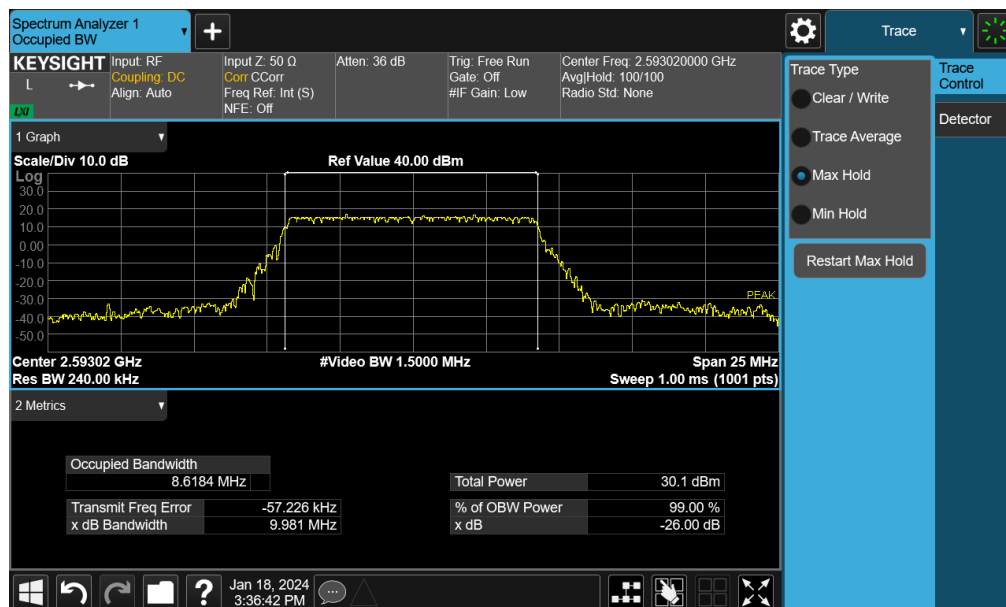 Spectrum Analyzer 1
Occupied BW
Trace
KEYSIGHT
L
LXI
Input: RF
Coupling: DC
Align: Auto
Input Z: 50 Ω
Corr CCorr
Freq Ref: Int (S)
NFE: Off
Atten: 36 dB
Trig: Free Run
Gate: Off
#IF Gain: Low
Center Freq: 2.593020000 GHz
Avg|Hold: 100/100
Radio Std: None
Trace Type
Clear / Write
Trace Average
Max Hold
Min Hold
Restart Max Hold
Trace
Control
Detector
1 Graph
Scale/Div 10.0 dB
Ref Value 40.00 dBm
Log
30.0
20.0
10.0
0.00
-10.0
-20.0
-30.0
-40.0
-50.0
PEAK
Center 2.59302 GHz
#Video BW 1.5000 MHz
Span 25 MHz
Res BW 240.00 kHz
Sweep 1.00 ms (1001 pts)
2 Metrics
Occupied Bandwidth
8.6184 MHz
Total Power 30.1 dBm
Transmit Freq Error -57.226 kHz
% of OBW Power 99.00 %
x dB Bandwidth 9.981 MHz
x dB -26.00 dB
?
Jan 18, 2024
3:36:42 PM